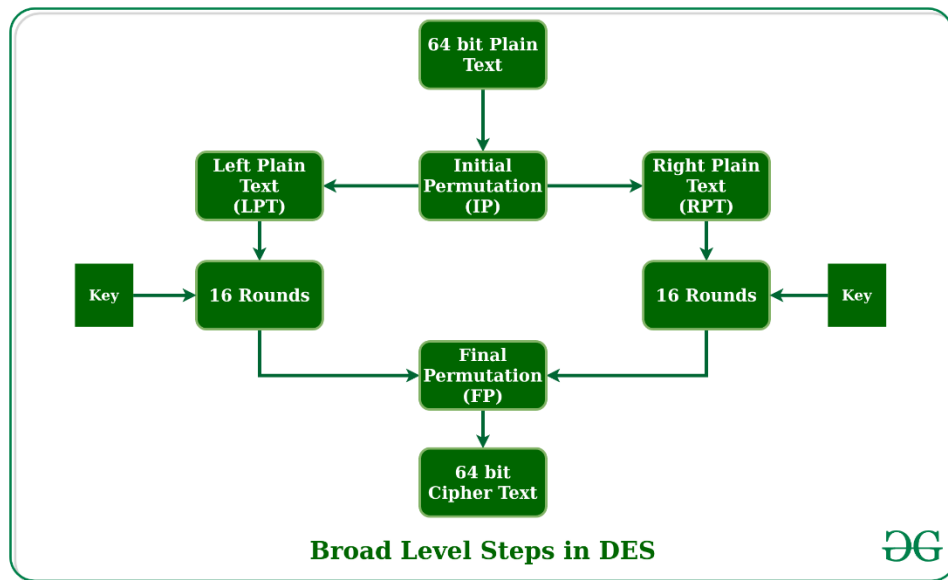 64 bit Plain
Text
Left Plain
Text
(LPT)
Initial
Permutation
(IP)
Right Plain
Text
(RPT)
Key
16 Rounds
16 Rounds
Key
Final
Permutation
(FP)
64 bit
Cipher Text
Broad Level Steps in DES